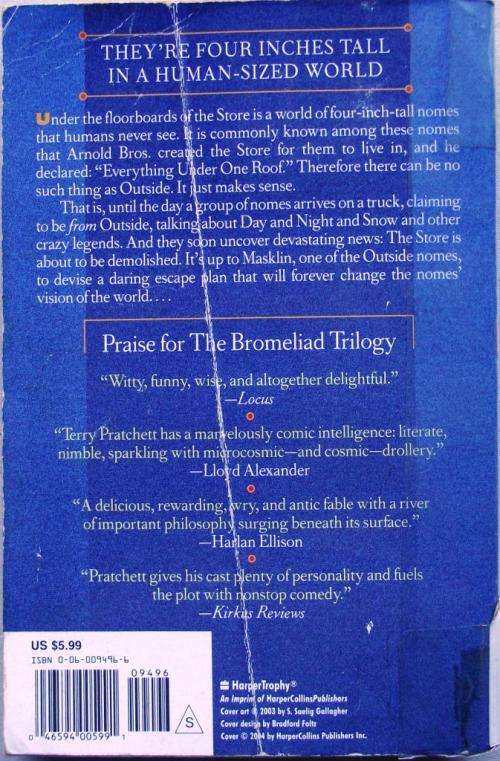 THEY'RE FOUR INCHES TALL
IN A HUMAN-SIZED WORLD
Under the floorboards of the Store is a world of four-inch-tall nomes
that humans never see. It is commonly known among these nomes
that Arnold Bros. created the Store for them to live in, and he
declared: “Everything Under One Roof.” Therefore there can be no
such thing as Outside. It just makes sense.
That is, until the day a group of nomes arrives on a truck, claiming
to be from Outside, talking about Day and Night and Snow and other
crazy legends. And they soon uncover devastating news: The Store is
about to be demolished. It's up to Masklin, one of the Outside nomes,
to devise a daring escape plan that will forever change the nomes'
vision of the world. . . .
Praise for The Bromeliad Trilogy
“Witty, funny, wise, and altogether delightful.”
—Locus
“Terry Pratchett has a marvelously comic intelligence: literate,
nimble, sparkling with microcosmic—and cosmic—drollery.”
—Lloyd Alexander
“A delicious, rewarding, wry, and antic fable with a river
of important philosophy surging beneath its surface.”
—Harlan Ellison
“Pratchett gives his cast plenty of personality and fuels
the plot with nonstop comedy.”
—Kirkus Reviews
US $5.99
ISBN 0-06-009496-6
09496
0 46594 00599 1
S
HarperTrophy®
An Imprint of HarperCollinsPublishers
Cover art © 2003 by S. Saelig Gallagher
Cover design by Bradford Foltz
Cover © 2004 by HarperCollins Publishers Inc.